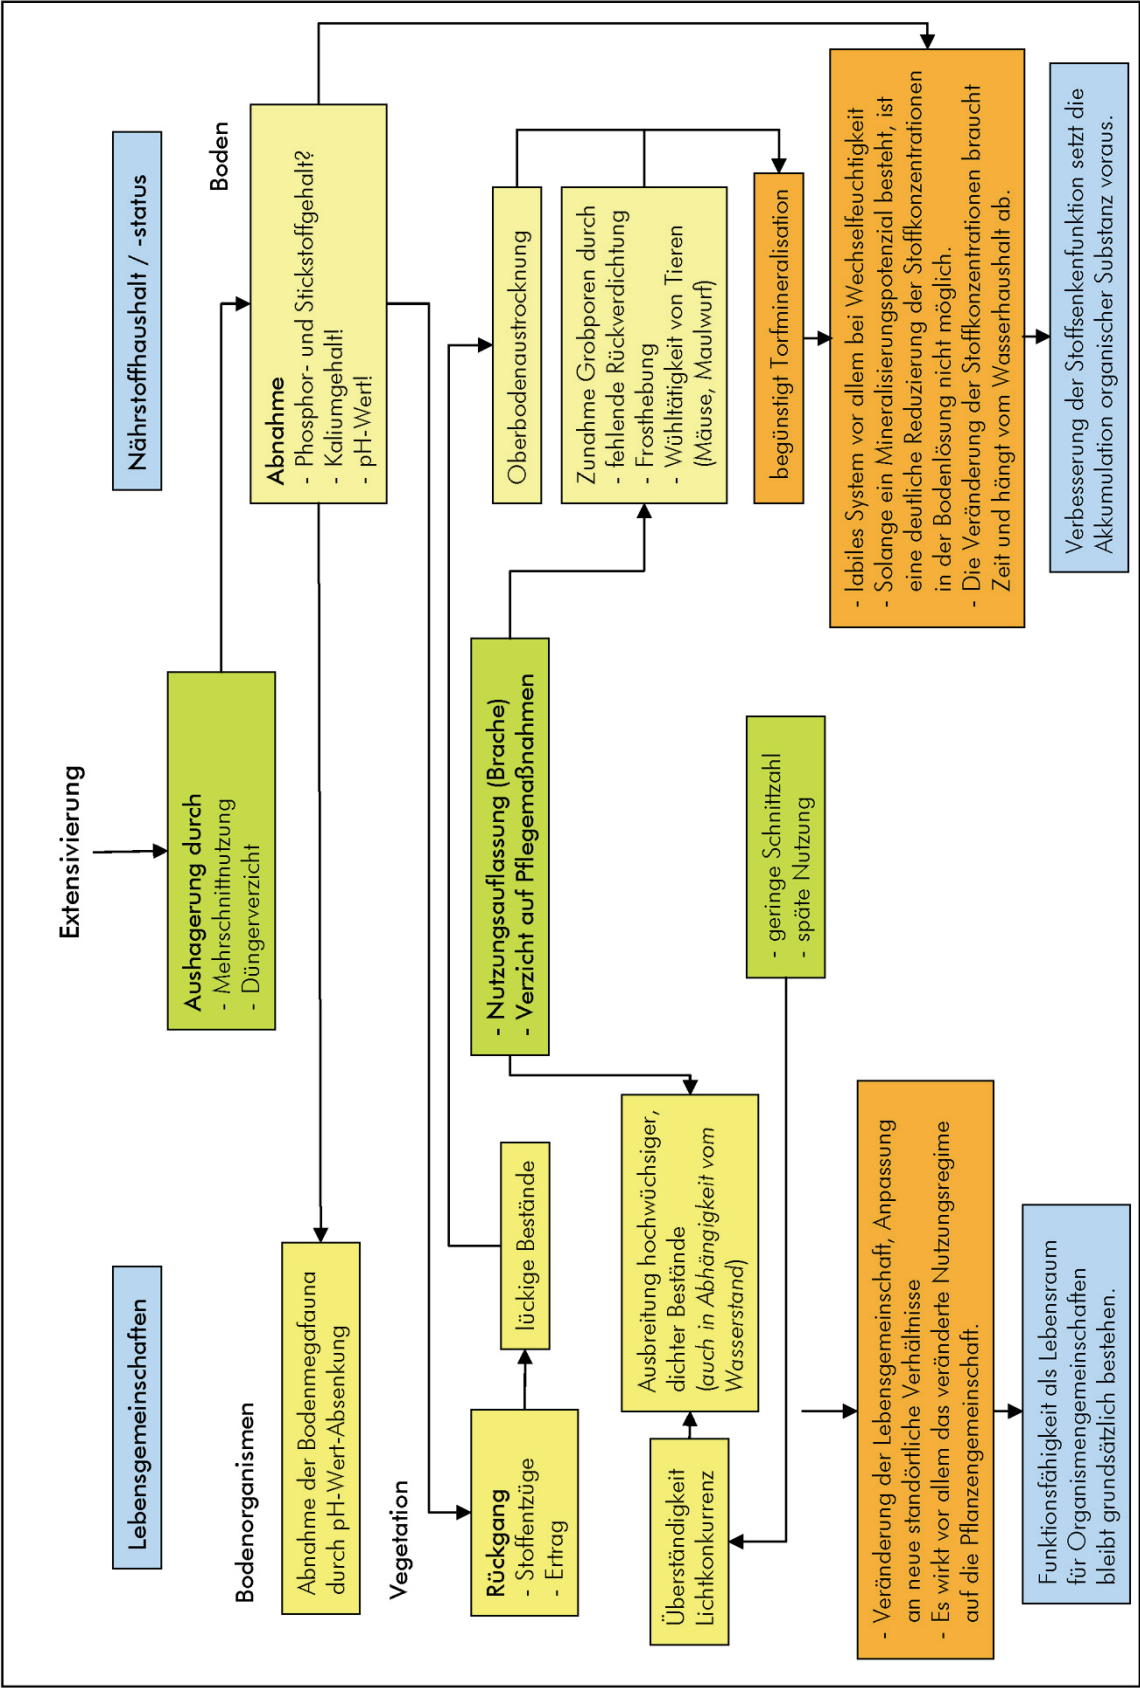 Extensivierung
Lebensgemeinschaften
Nährstoffhaushalt / -status
Aushagerung durch
- Mehrschnittnutzung
- Düngerverzicht
Bodenorganismen
Boden
Abnahme der Bodenmegafauna
durch pH-Wert-Absenkung
Abnahme
- Phosphor- und Stickstoffgehalt?
- Kaliumgehalt!
- pH-Wert!
Vegetation
Rückgang
- Stoffentzüge
- Ertrag
lückige Bestände
- Nutzungsauflassung (Brache)
- Verzicht auf Pflegemaßnahmen
Oberbodenaustrocknung
Zunahme Grobporen durch
- fehlende Rückverdichtung
- Frosthebung
- Wühltätigkeit von Tieren
(Mäuse, Maulwurf)
Überständigkeit
Lichtkonkurrenz
Ausbreitung hochwüchsiger,
dichter Bestände
(auch in Abhängigkeit vom
Wasserstand)
- geringe Schnittzahl
- späte Nutzung
begünstigt Torfmineralisation
- Veränderung der Lebensgemeinschaft, Anpassung
an neue standörtliche Verhältnisse
- Es wirkt vor allem das veränderte Nutzungsregime
auf die Pflanzengemeinschaft.
- labiles System vor allem bei Wechselfeuchtigkeit
- Solange ein Mineralisierungspotenzial besteht, ist
eine deutliche Reduzierung der Stoffkonzentrationen
in der Bodenlösung nicht möglich.
- Die Veränderung der Stoffkonzentrationen braucht
Zeit und hängt vom Wasserhaushalt ab.
Funktionsfähigkeit als Lebensraum
für Organismengemeinschaften
bleibt grundsätzlich bestehen.
Verbesserung der Stoffsenkenfunktion setzt die
Akkumulation organischer Substanz voraus.